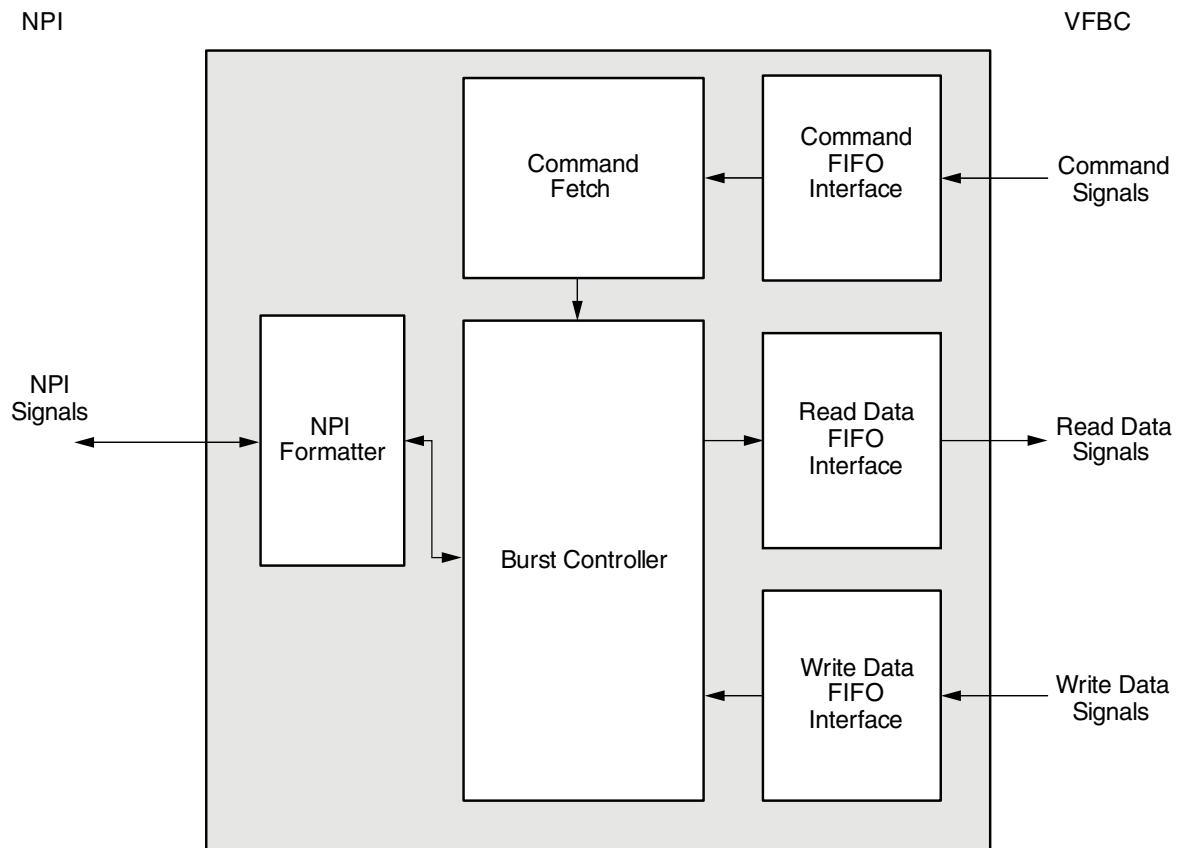 NPI
VFBC
Command
Fetch
Command
FIFO
Interface
Command
Signals
NPI
Signals
NPI
Formatter
Burst Controller
Read Data
FIFO
Interface
Read Data
Signals
Write Data
FIFO
Interface
Write Data
Signals